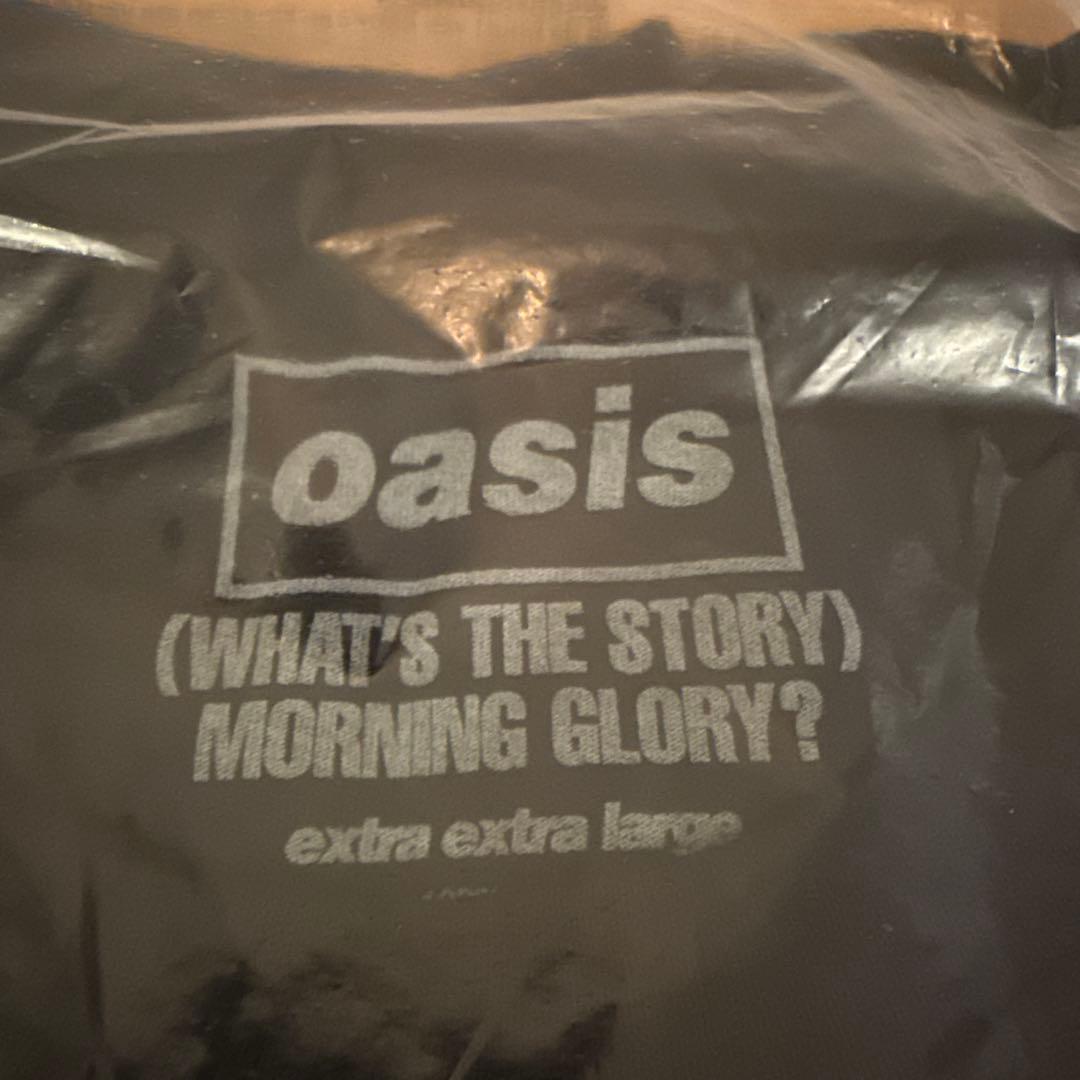 oasis
(WHAT'S THE STORY)
MORNING GLORY?
extra extra large